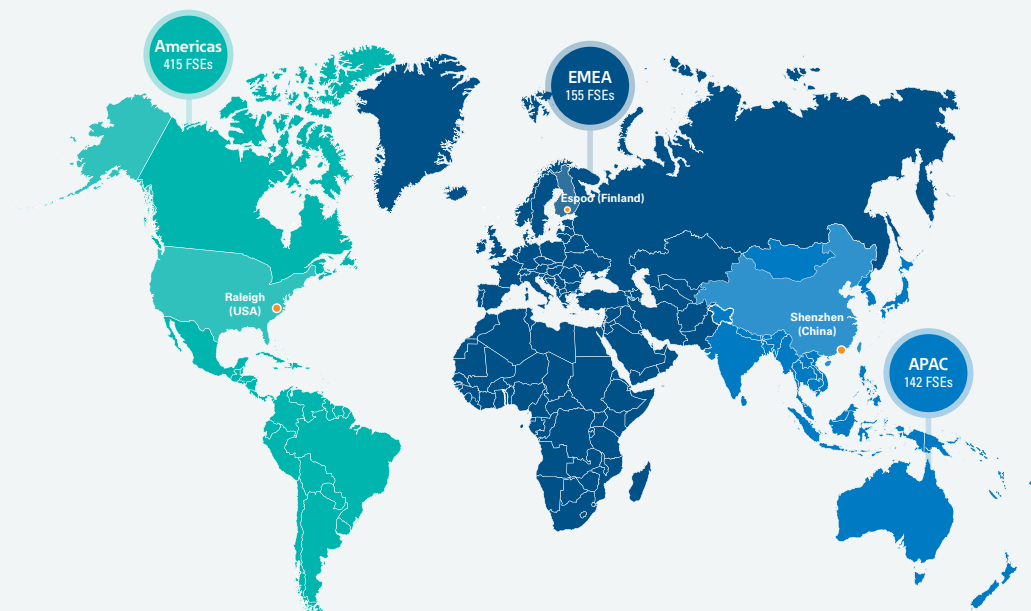 Americas
415 FSEs
EMEA
155 FSEs
Espoo (Finland)
Raleigh
(USA)
Shenzhen
(China)
APAC
142 FSEs